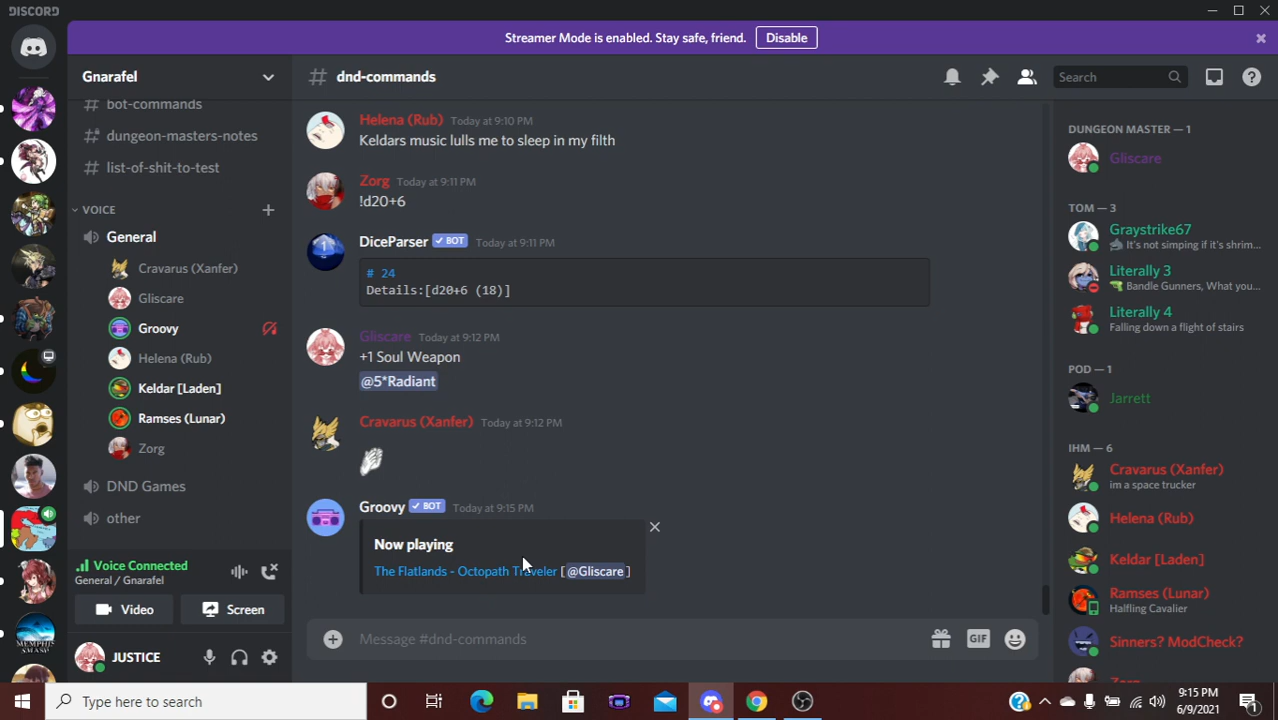 DISCORD
Streamer Mode is enabled. Stay safe, friend. Disable
Gnarafel
# bot-commands
# dungeon-masters-notes
# list-of-shit-to-test
VOICE
General
Cravarus (Xanfer)
Gliscare
Groovy
Helena (Rub)
Keldar [Laden]
Ramses (Lunar)
Zorg
DND Games
other
Voice Connected
General / Gnarafel
Video
Screen
JUSTICE
# dnd-commands
Search
Helena (Rub) Today at 9:10 PM
Keldars music lulls me to sleep in my filth
Zorg Today at 9:11 PM
!d20+6
DiceParser ✓ BOT Today at 9:11 PM
# 24
Details:[d20+6 (18)]
Gliscare Today at 9:12 PM
+1 Soul Weapon
@5*Radiant
Cravarus (Xanfer) Today at 9:12 PM
Groovy ✓ BOT Today at 9:15 PM
Now playing
The Flatlands - Octopath Traveler [@Gliscare]
Message #dnd-commands
GIF
DUNGEON MASTER — 1
Gliscare
TOM — 3
Graystrike67
It's not simping if it's shrim...
Literally 3
Bandle Gunners, What you...
Literally 4
Falling down a flight of stairs
POD — 1
Jarrett
IHM — 6
Cravarus (Xanfer)
im a space trucker
Helena (Rub)
Keldar [Laden]
Ramses (Lunar)
Halfling Cavalier
Sinners? ModCheck?
Zorg
Type here to search
9:15 PM
6/9/2021